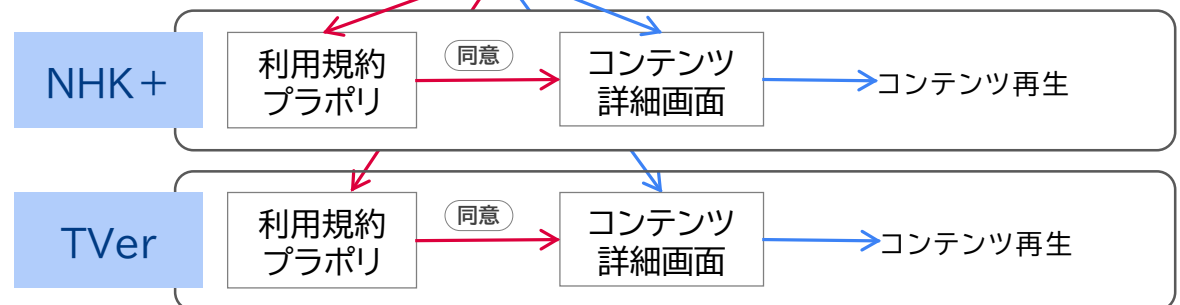 NHK+
利用規約
プラポリ
同意
コンテンツ
詳細画面
コンテンツ再生
TVer
利用規約
プラポリ
同意
コンテンツ
詳細画面
コンテンツ再生